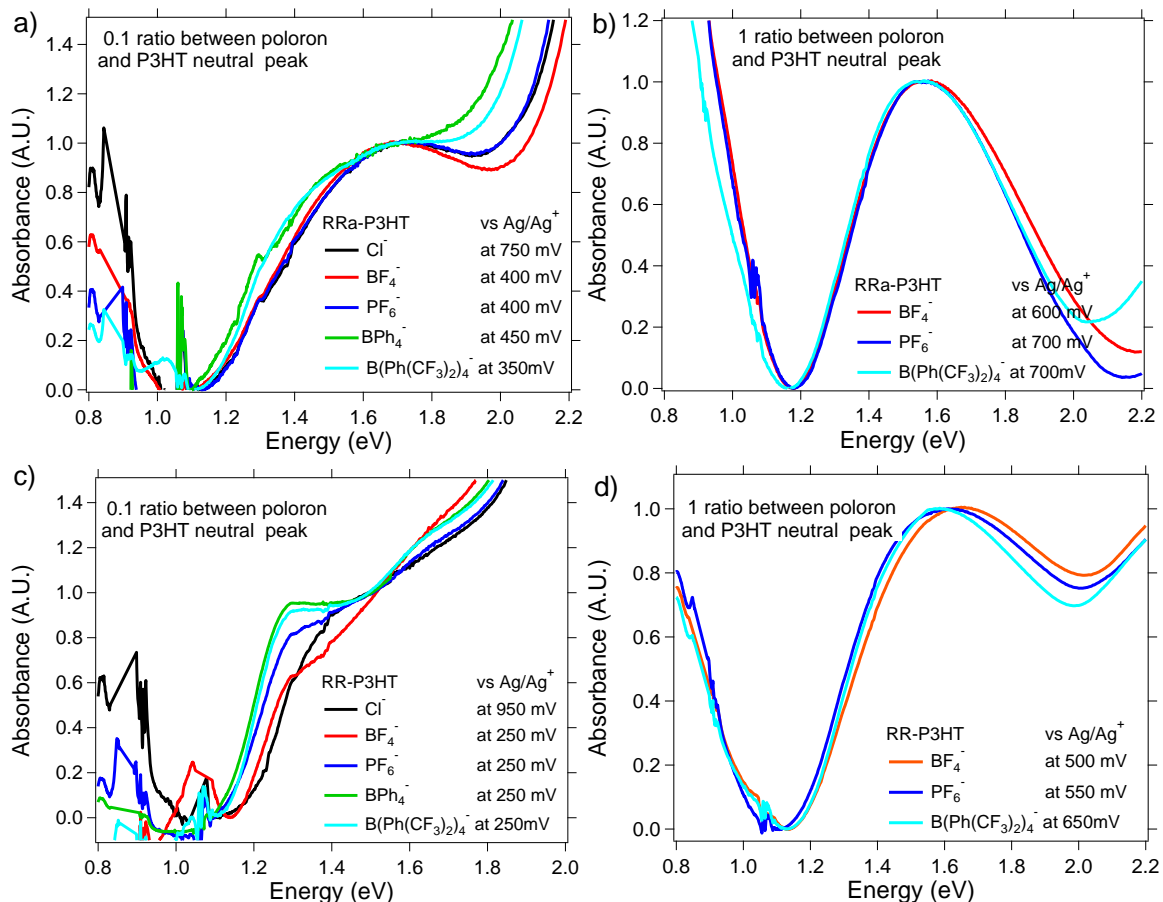 a)
0.1 ratio between poloron
and P3HT neutral peak
RRa-P3HT vs Ag/Ag+
Cl- at 750 mV
BF4- at 400 mV
PF6- at 400 mV
BPh4- at 450 mV
B(Ph(CF3)2)4- at 350mV
Absorbance (A.U.)
1.4
1.2
1.0
0.8
0.6
0.4
0.2
0.0
0.8 1.0 1.2 1.4 1.6 1.8 2.0 2.2
Energy (eV)
b)
1 ratio between poloron
and P3HT neutral peak
RRa-P3HT vs Ag/Ag+
BF4- at 600 mV
PF6- at 700 mV
B(Ph(CF3)2)4- at 700mV
Absorbance (A.U.)
1.2
1.0
0.8
0.6
0.4
0.2
0.0
1.0 1.2 1.4 1.6 1.8 2.0 2.2
Energy (eV)
c)
0.1 ratio between poloron
and P3HT neutral peak
RR-P3HT vs Ag/Ag+
Cl- at 950 mV
BF4- at 250 mV
PF6- at 250 mV
BPh4- at 250 mV
B(Ph(CF3)2)4- at 250mV
Absorbance (A.U.)
1.4
1.2
1.0
0.8
0.6
0.4
0.2
0.0
0.8 1.0 1.2 1.4 1.6 1.8 2.0
Energy (eV)
d)
1 ratio between poloron
and P3HT neutral peak
RR-P3HT vs Ag/Ag+
BF4- at 500 mV
PF6- at 550 mV
B(Ph(CF3)2)4- at 650mV
Absorbance (A.U.)
1.0
0.8
0.6
0.4
0.2
0.0
0.8 1.0 1.2 1.4 1.6 1.8 2.0 2.2
Energy (eV)